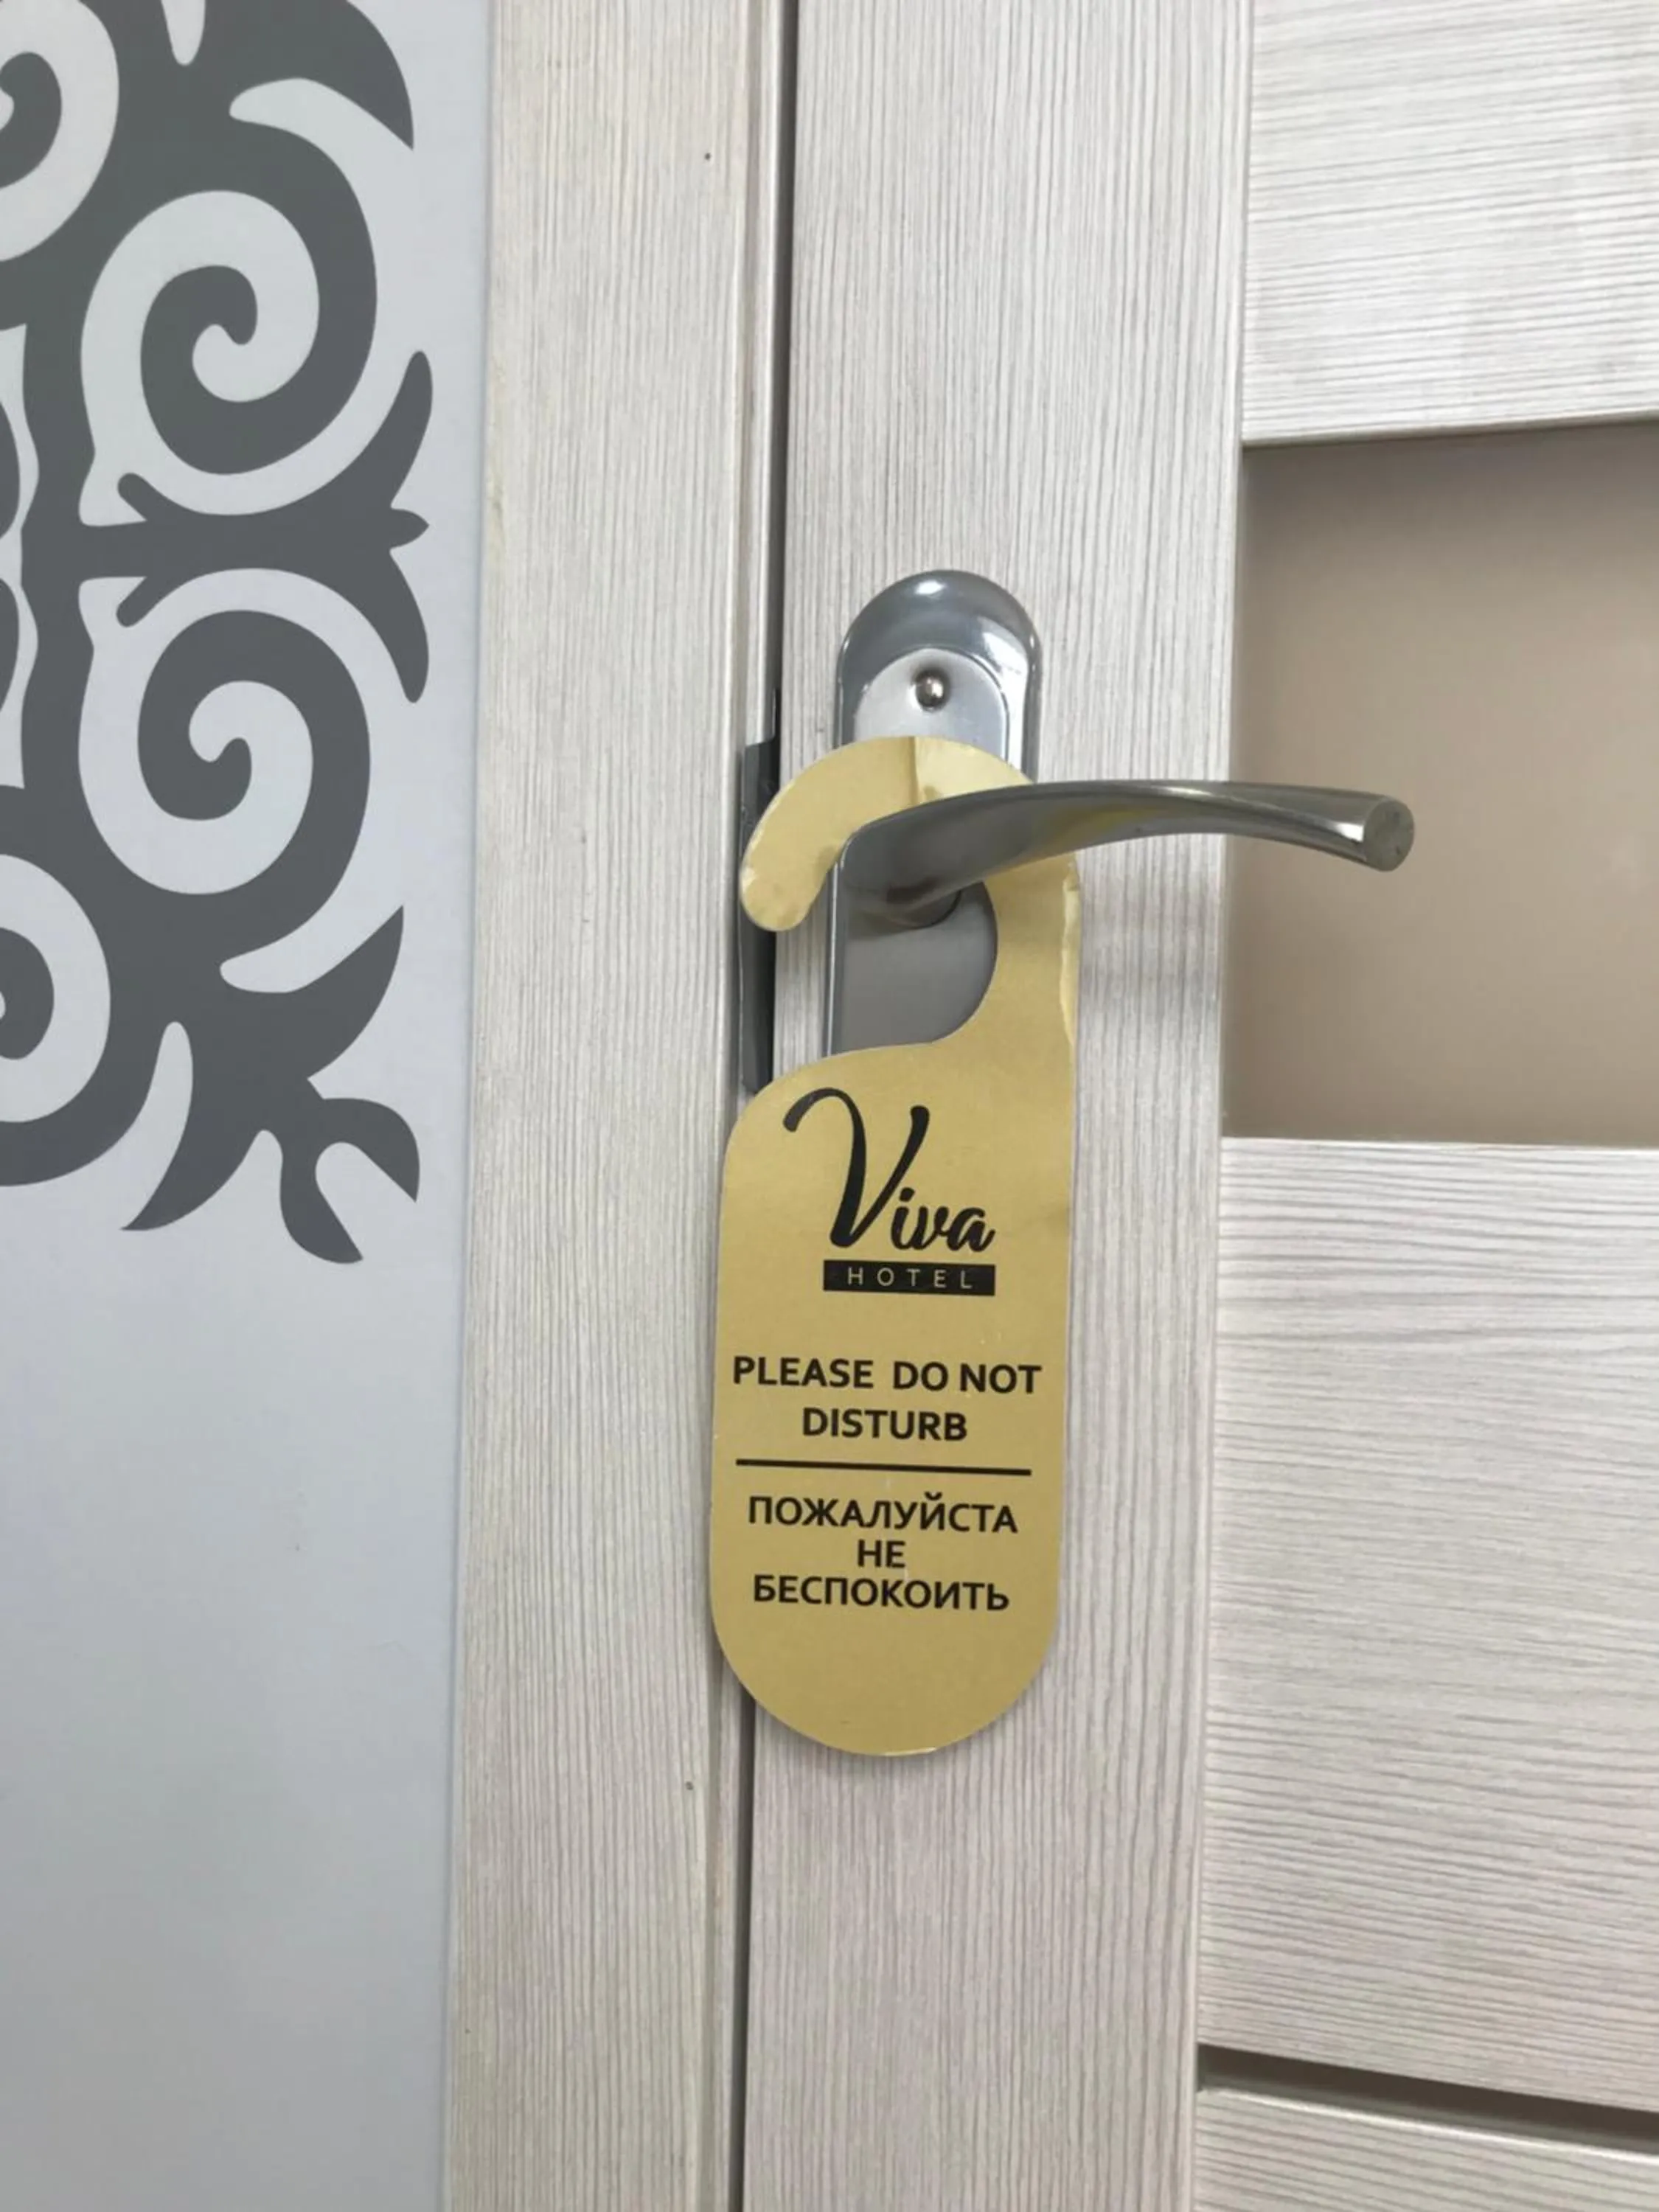 Viva
HOTEL
PLEASE DO NOT
DISTURB
ПОЖАЛУЙСТА
НЕ
БЕСПОКОИТЬ